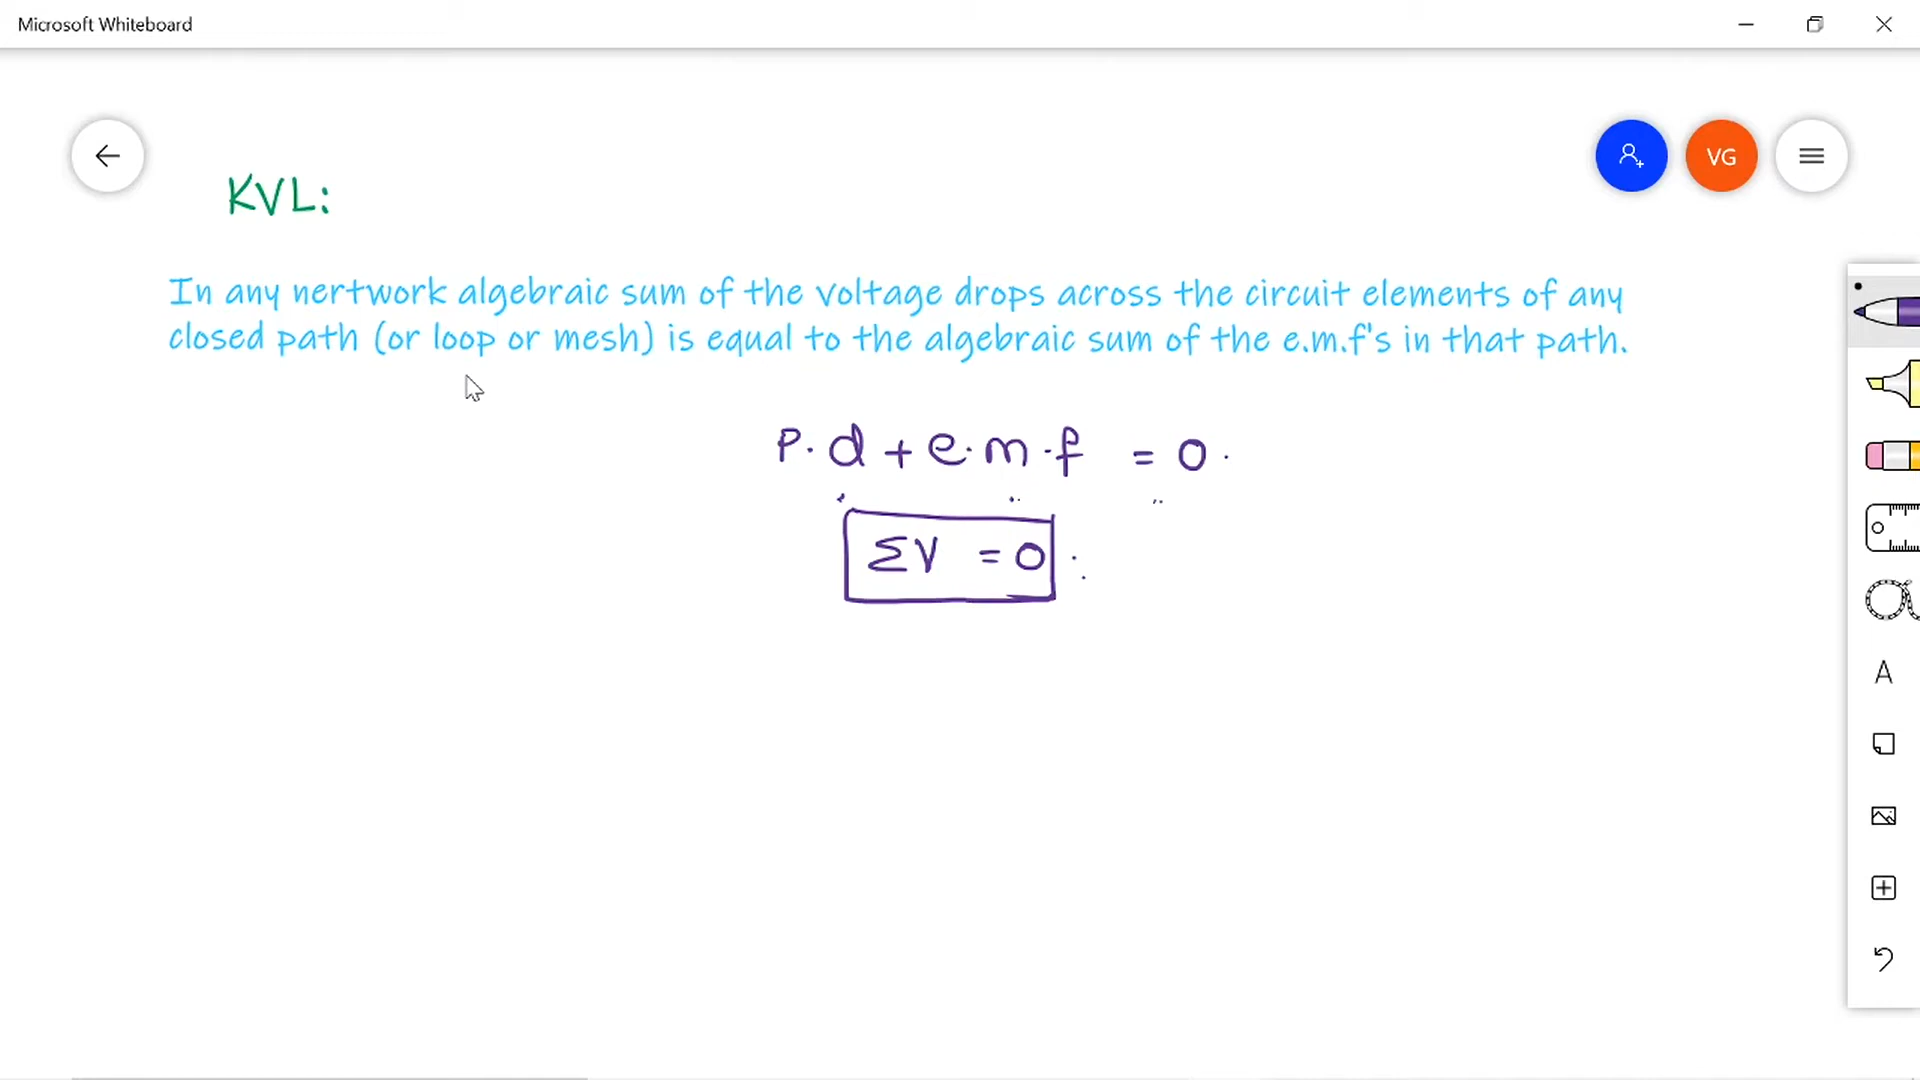 Microsoft Whiteboard
VG
KVL:
In any nertwork algebraic sum of the voltage drops across the circuit elements of any
closed path (or loop or mesh) is equal to the algebraic sum of the e.m.f's in that path.
P.d + e.m.f = 0.
ΣV = 0
A